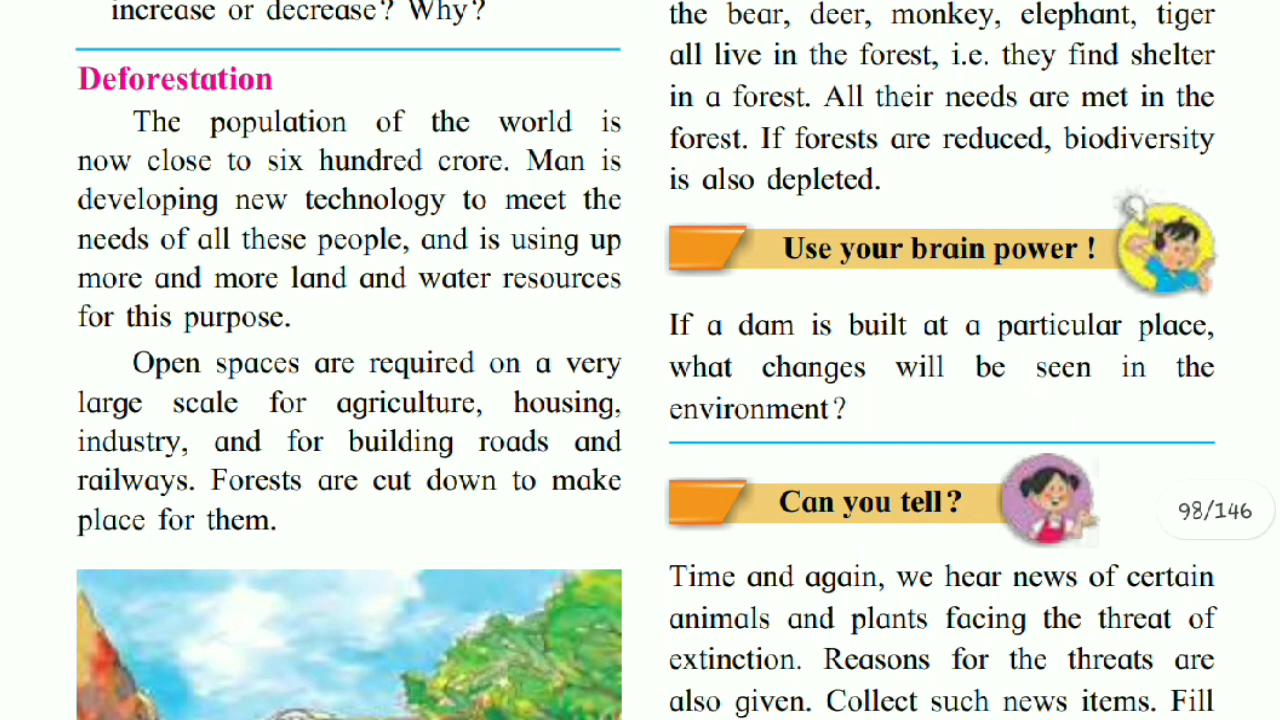 increase or decrease? Why?
Deforestation
The population of the world is
now close to six hundred crore. Man is
developing new technology to meet the
needs of all these people, and is using up
more and more land and water resources
for this purpose.
Open spaces are required on a very
large scale for agriculture, housing,
industry, and for building roads and
railways. Forests are cut down to make
place for them.
the bear, deer, monkey, elephant, tiger
all live in the forest, i.e. they find shelter
in a forest. All their needs are met in the
forest. If forests are reduced, biodiversity
is also depleted.
Use your brain power !
If a dam is built at a particular place,
what changes will be seen in the
environment?
Can you tell?
98/146
Time and again, we hear news of certain
animals and plants facing the threat of
extinction. Reasons for the threats are
also given. Collect such news items. Fill